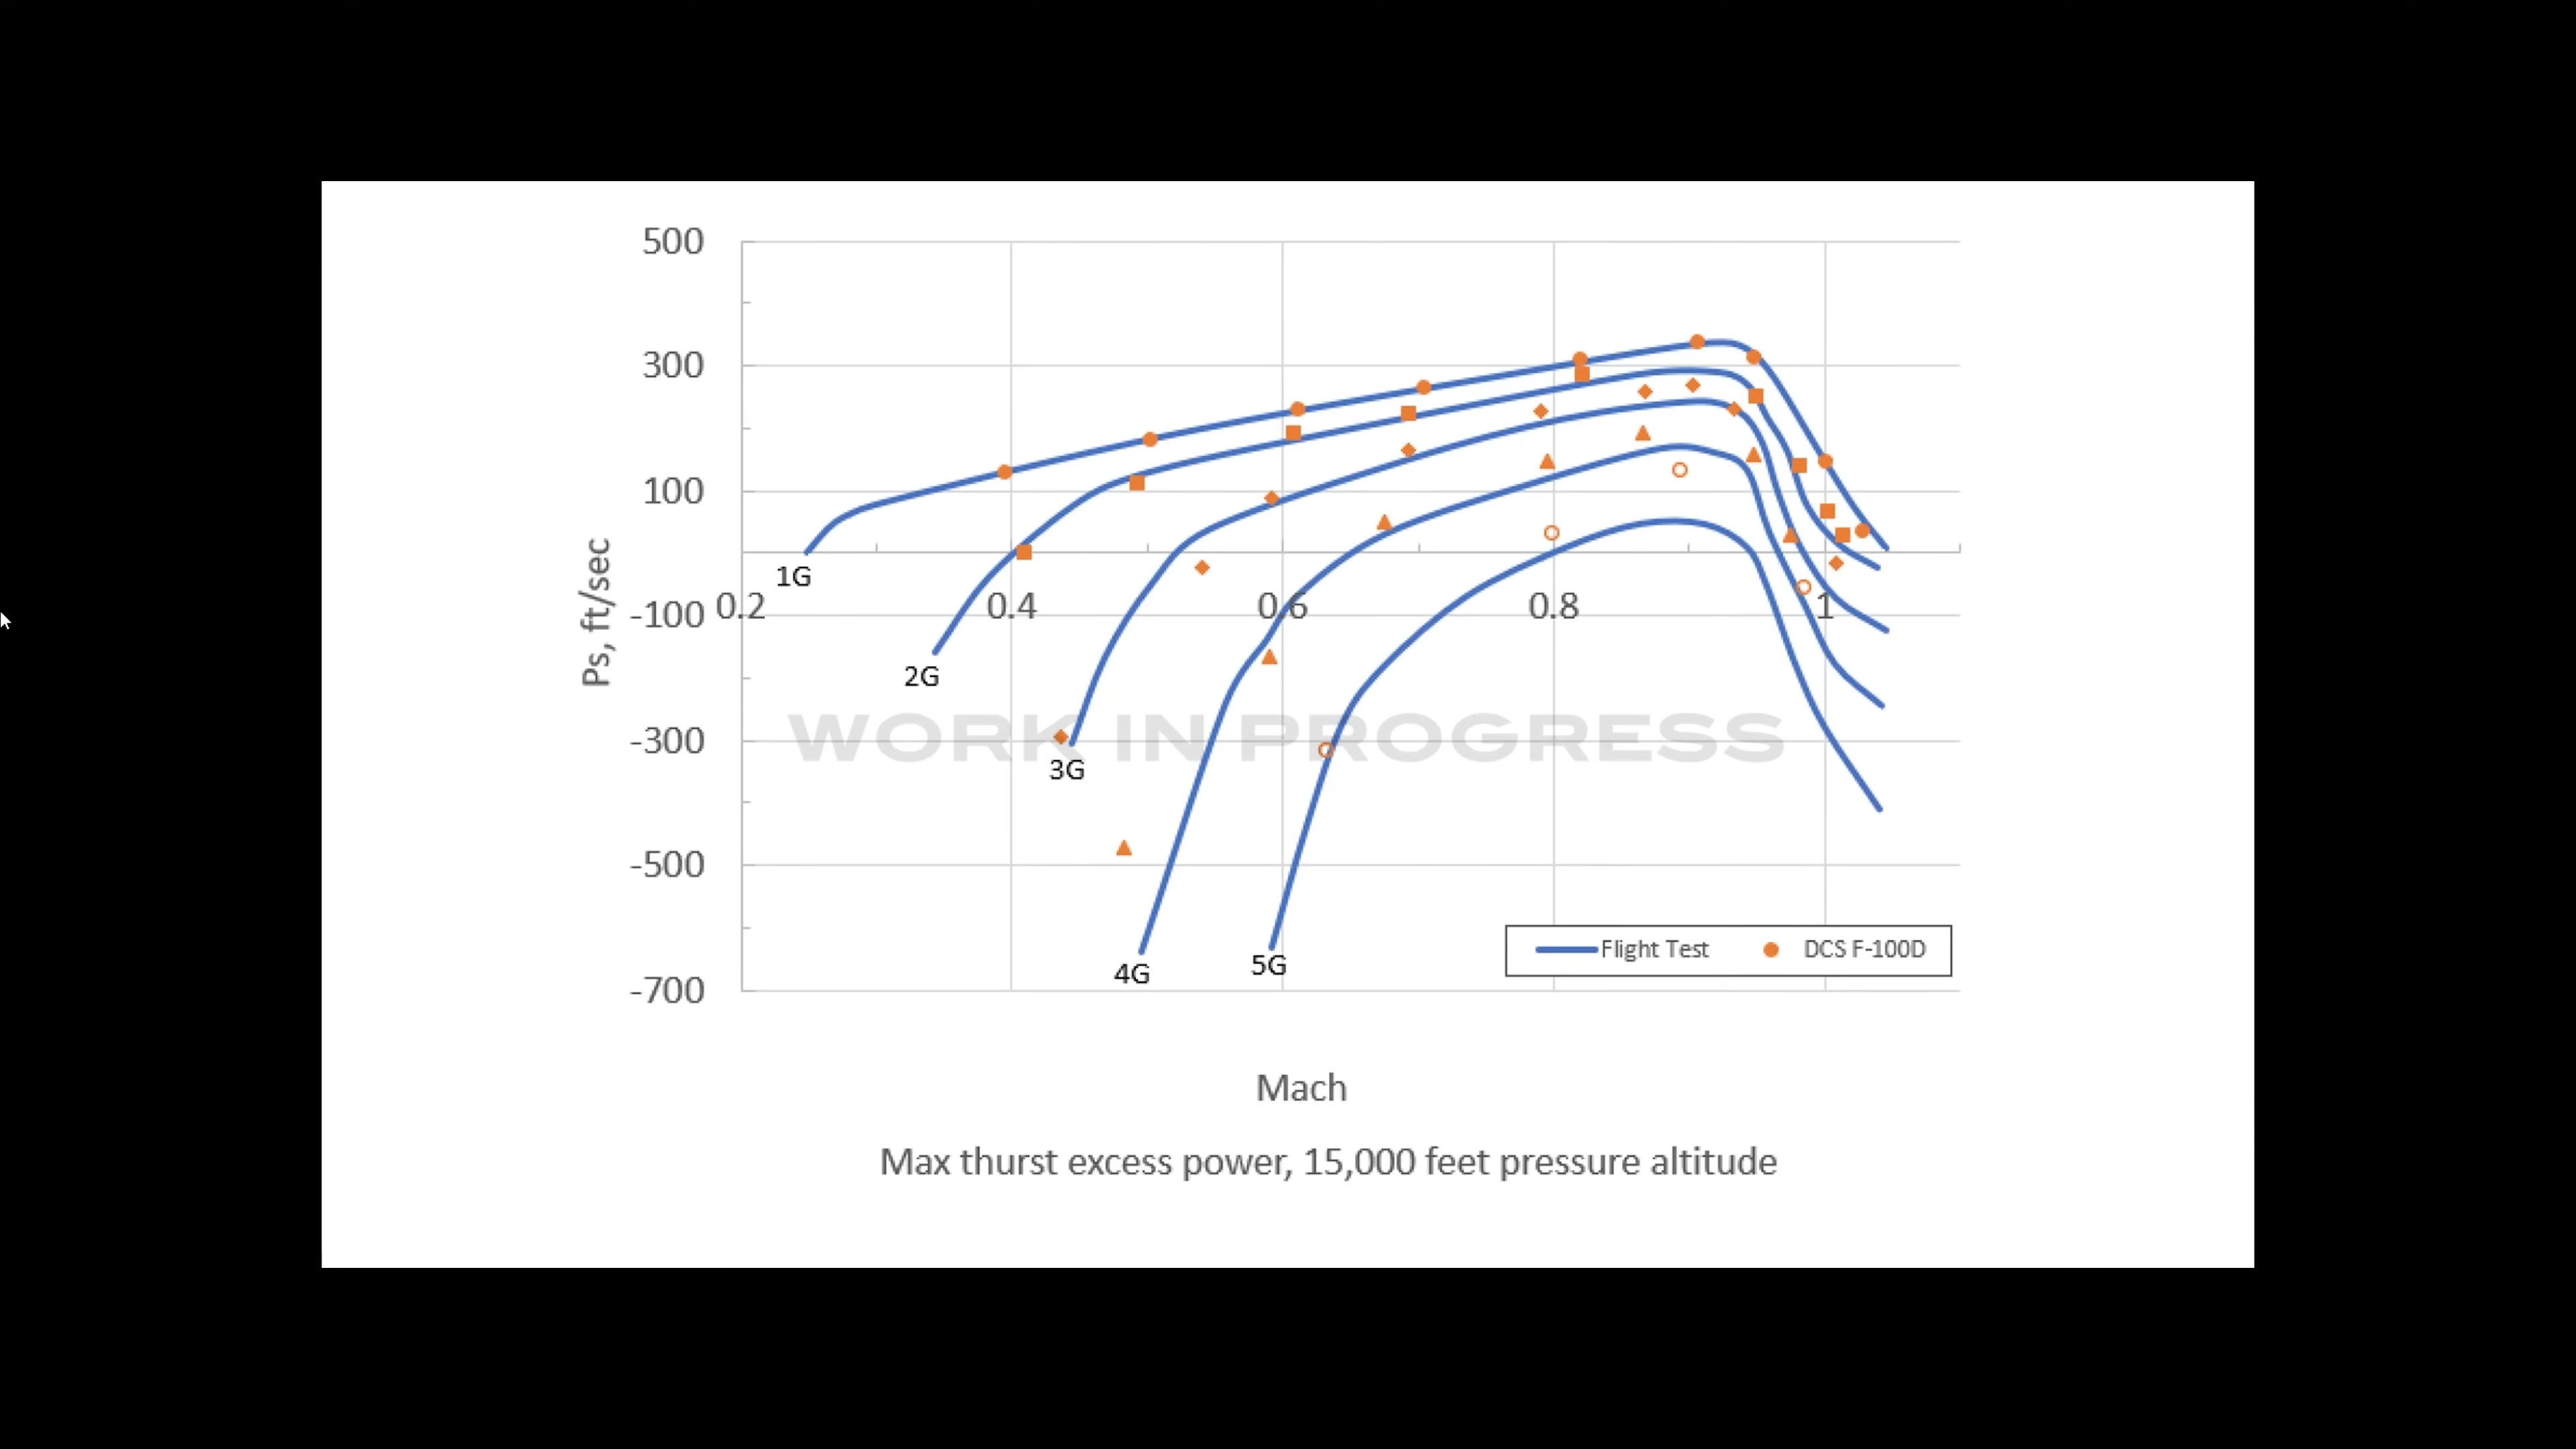 500
300
100
-100
-300
-500
-700
Ps, ft/sec
0.2 0.4 0.6 0.8 1
1G
2G
3G
4G
5G
WORK IN PROGRESS
Flight Test DCS F-100D
Mach
Max thurst excess power, 15,000 feet pressure altitude